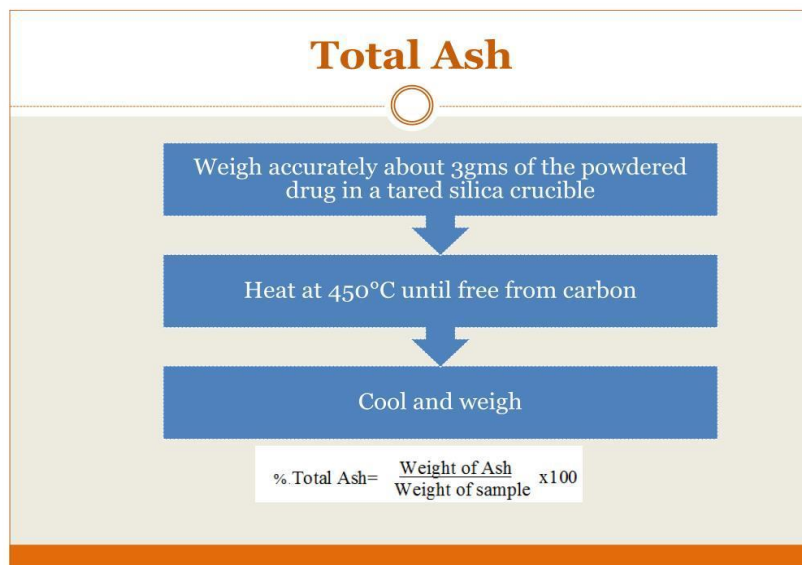 Total Ash
Weigh accurately about 3gms of the powdered
drug in a tared silica crucible
Heat at 450°C until free from carbon
Cool and weigh
%.Total Ash= Weight of Ash x100
Weight of sample